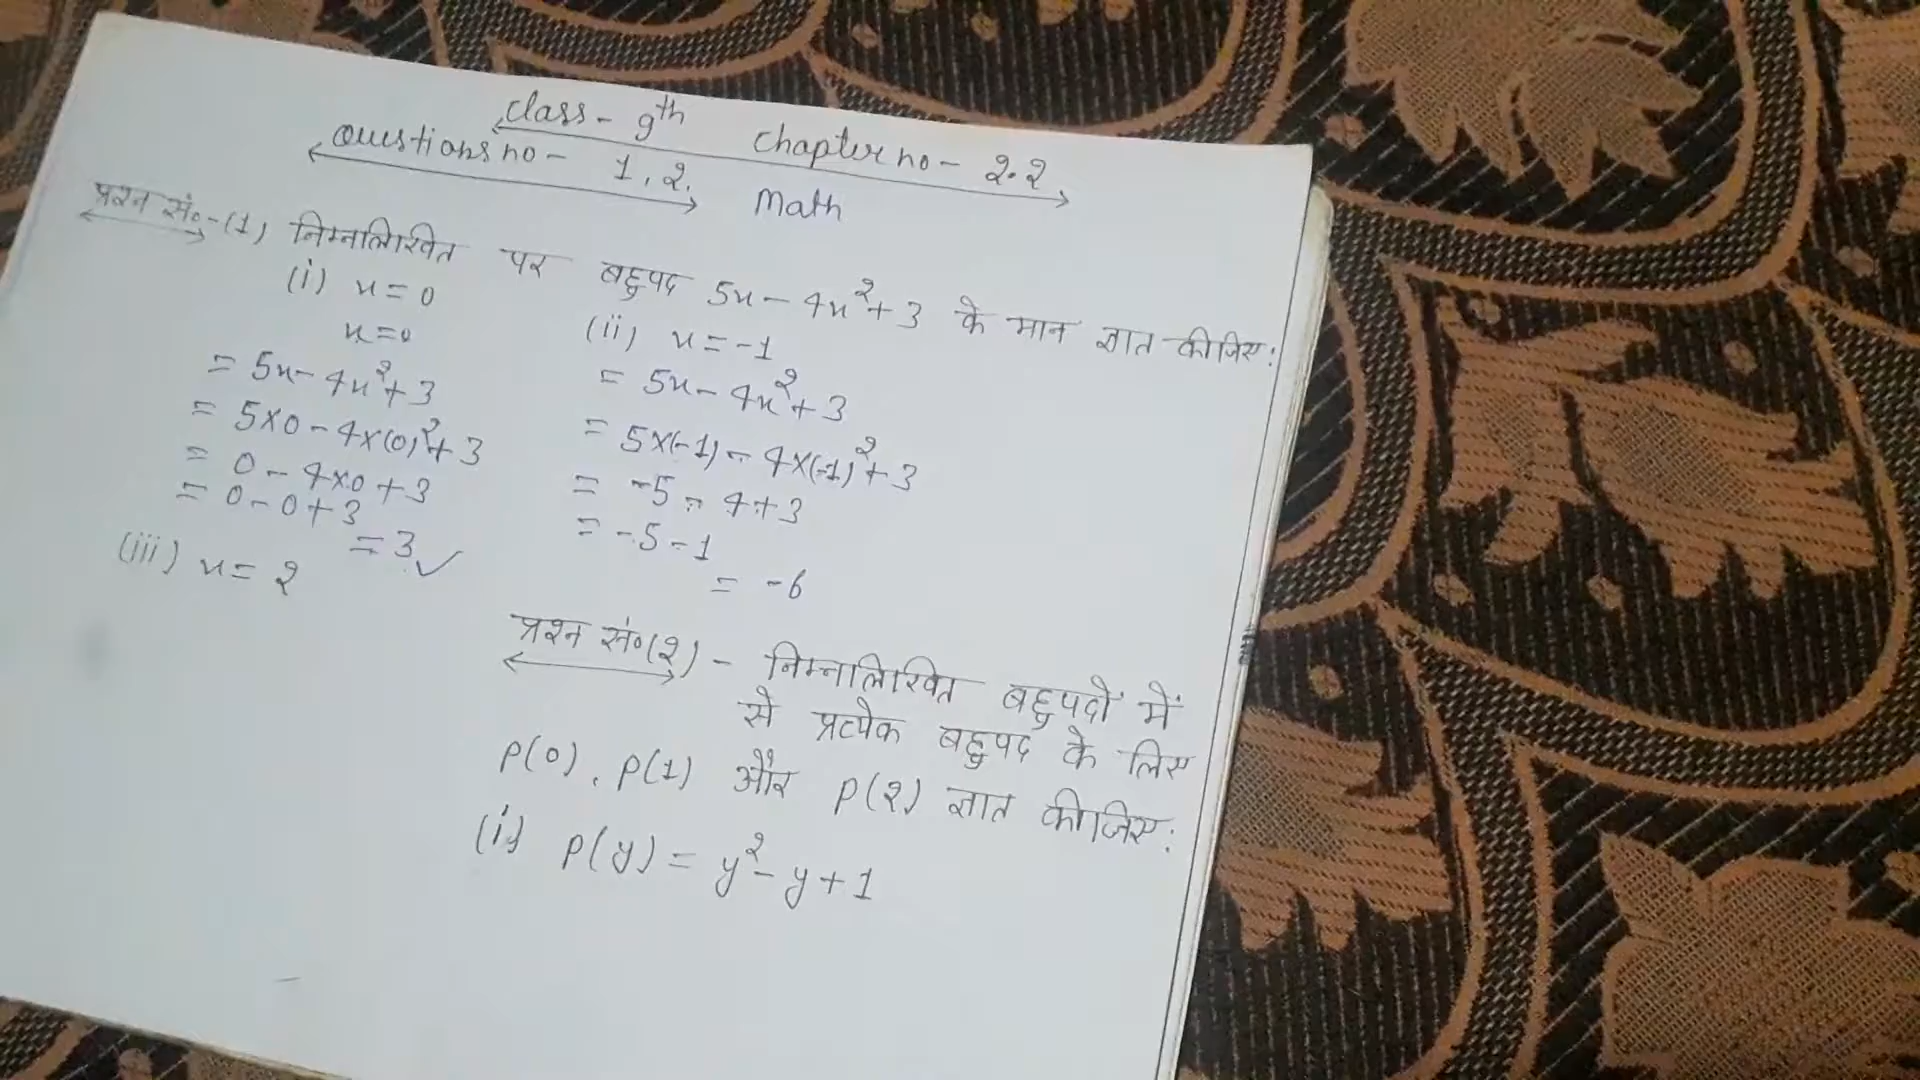 class - 9th Chapter no - 2.2
Questions no - 1, 2. Math
प्रश्न सं० - (1) निम्नलिखित पर बहुपद 5x - 4x² + 3 के मान ज्ञात कीजिए:
(i) x = 0
x = 0
= 5x - 4x² + 3
= 5×0 - 4×(0)² + 3
= 0 - 4×0 + 3
= 0 - 0 + 3
= 3 ✓
(ii) x = -1
= 5x - 4x² + 3
= 5×(-1) - 4×(-1)² + 3
= -5 - 4 + 3
= -5 - 1
= -6
(iii) x = 2
प्रश्न सं० (2) - निम्नलिखित बहुपदों में
से प्रत्येक बहुपद के लिए
P(0), P(1) और P(2) ज्ञात कीजिए:
(i) P(y) = y² - y + 1